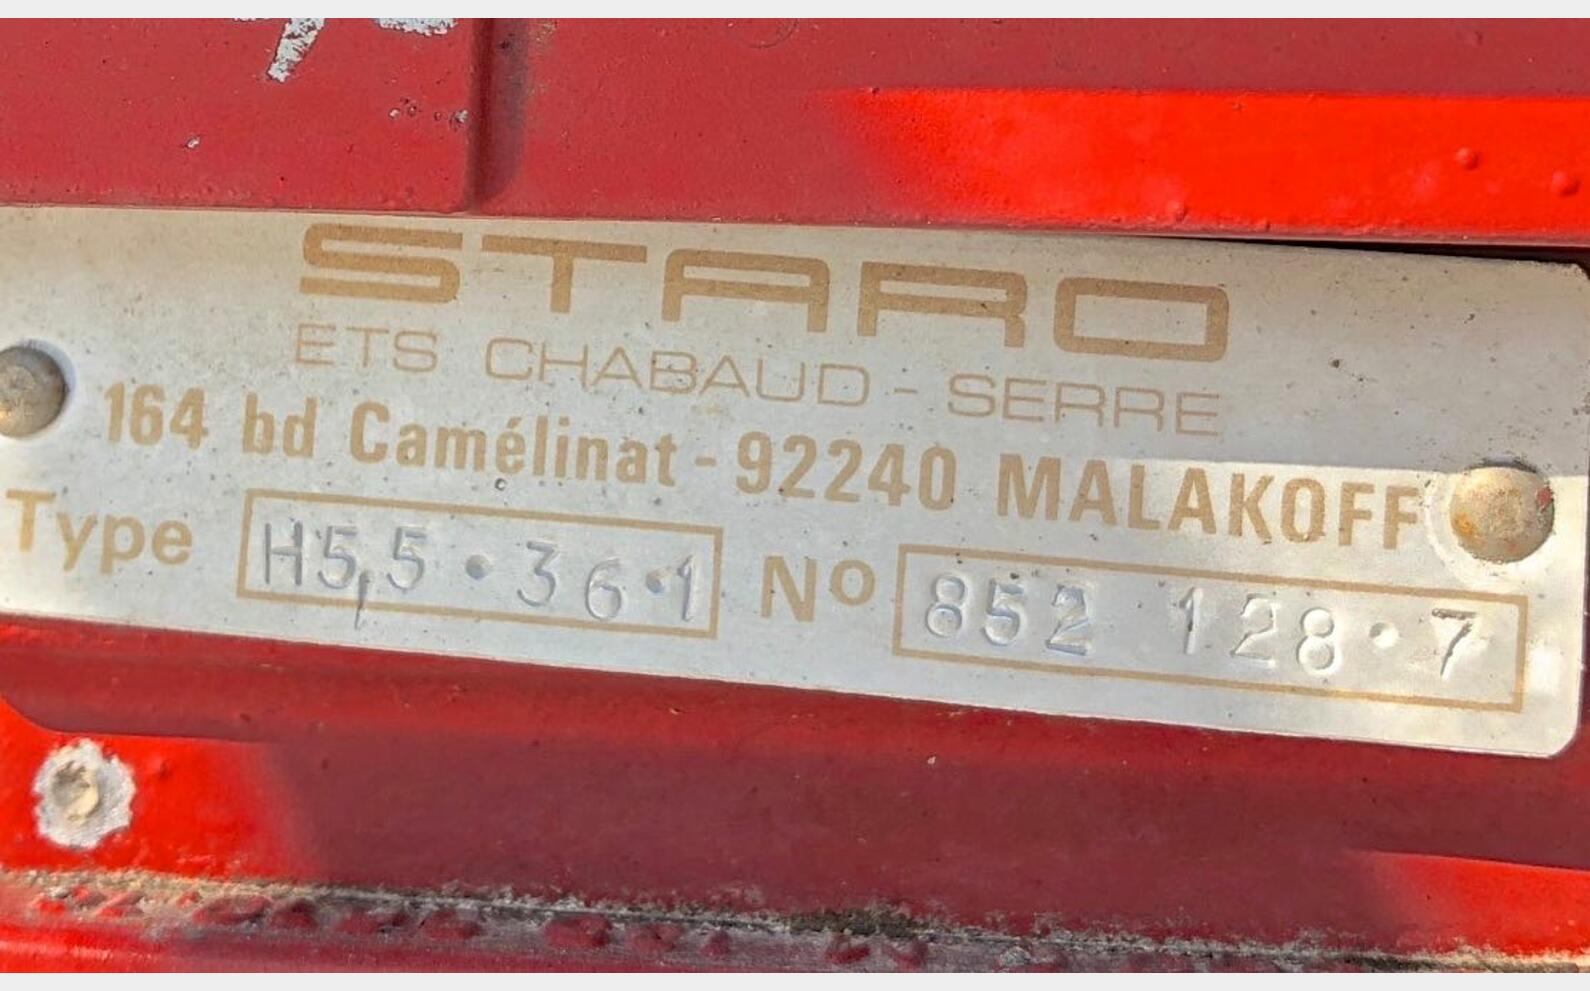 STARO
ETS CHABAUD - SERRE
164 bd Camélinat - 92240 MALAKOFF
Type H5,5 · 36·1 Nº 852 128·7